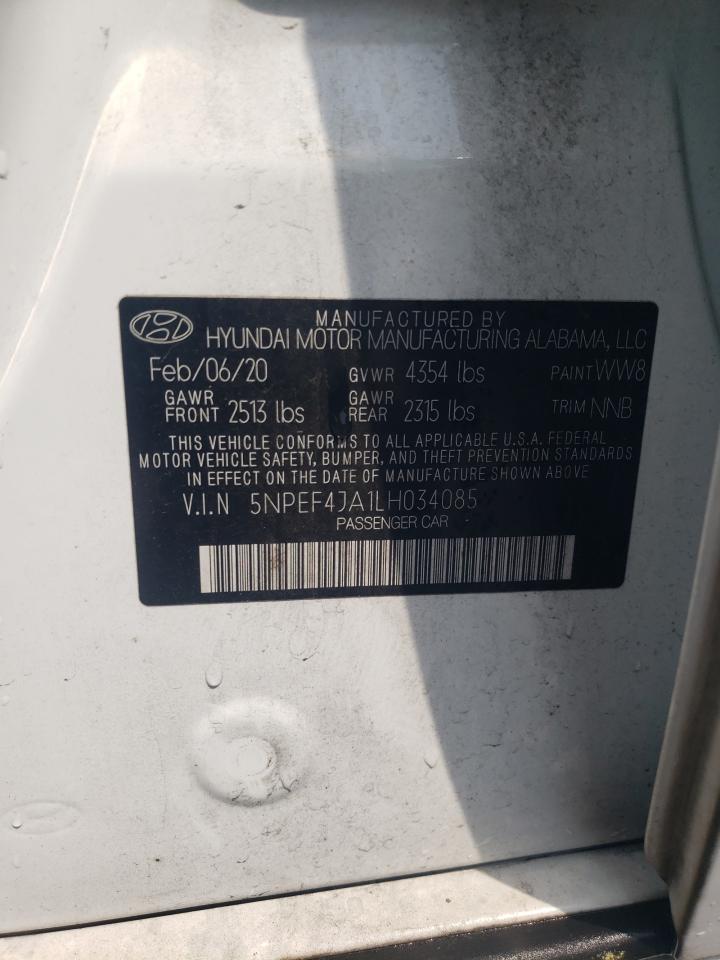 MANUFACTURED BY
HYUNDAI MOTOR MANUFACTURING ALABAMA, LLC
Feb/06/20 GVWR 4354 lbs PAINT WW8
GAWR FRONT 2513 lbs GAWR REAR 2315 lbs TRIM NNB
THIS VEHICLE CONFORMS TO ALL APPLICABLE U.S.A. FEDERAL
MOTOR VEHICLE SAFETY, BUMPER, AND THEFT PREVENTION STANDARDS
IN EFFECT ON THE DATE OF MANUFACTURE SHOWN ABOVE
V.I.N 5NPEF4JA1LH034085
PASSENGER CAR